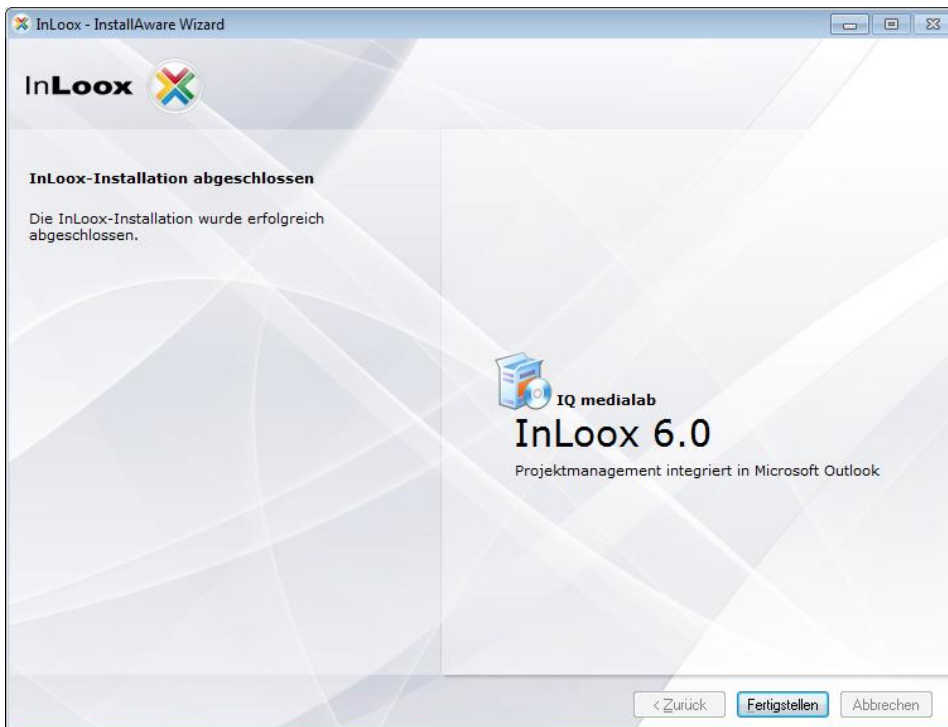 InLoox - InstallAware Wizard
InLoox
InLoox-Installation abgeschlossen
Die InLoox-Installation wurde erfolgreich
abgeschlossen.
IQ medialab
InLoox 6.0
Projektmanagement integriert in Microsoft Outlook
< Zurück
Fertigstellen
Abbrechen